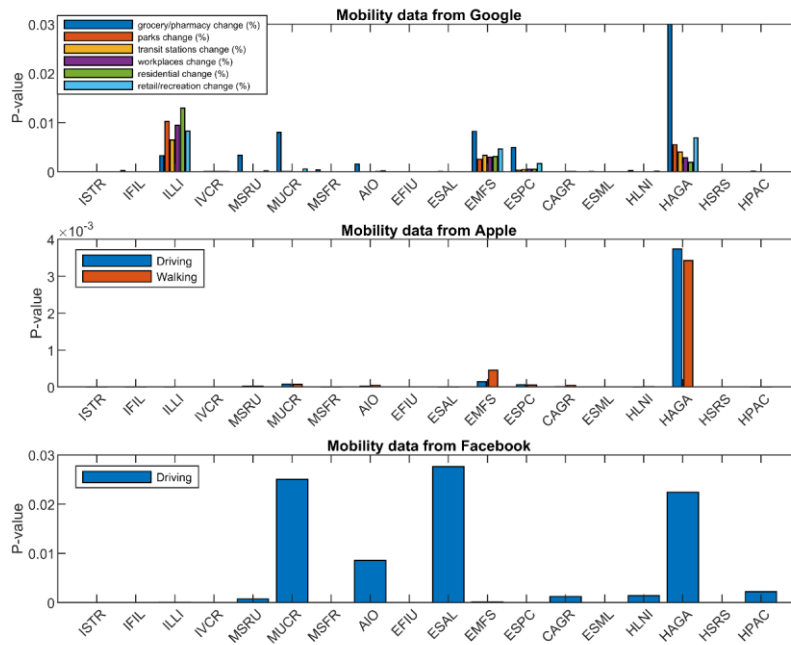 Mobility data from Google
grocery/pharmacy change (%)
parks change (%)
transit stations change (%)
workplaces change (%)
residential change (%)
retail/recreation change (%)
P-value
0.03
0.02
0.01
0
ISTR IFIL ILLI IVCR MSRU MUCR MSFR AIO EFIU ESAL EMFS ESPC CAGR ESML HLNI HAGA HSRS HPAC
Mobility data from Apple
×10⁻³
Driving
Walking
P-value
4
3
2
1
0
ISTR IFIL ILLI IVCR MSRU MUCR MSFR AIO EFIU ESAL EMFS ESPC CAGR ESML HLNI HAGA HSRS HPAC
Mobility data from Facebook
Driving
P-value
0.03
0.02
0.01
0
ISTR IFIL ILLI IVCR MSRU MUCR MSFR AIO EFIU ESAL EMFS ESPC CAGR ESML HLNI HAGA HSRS HPAC